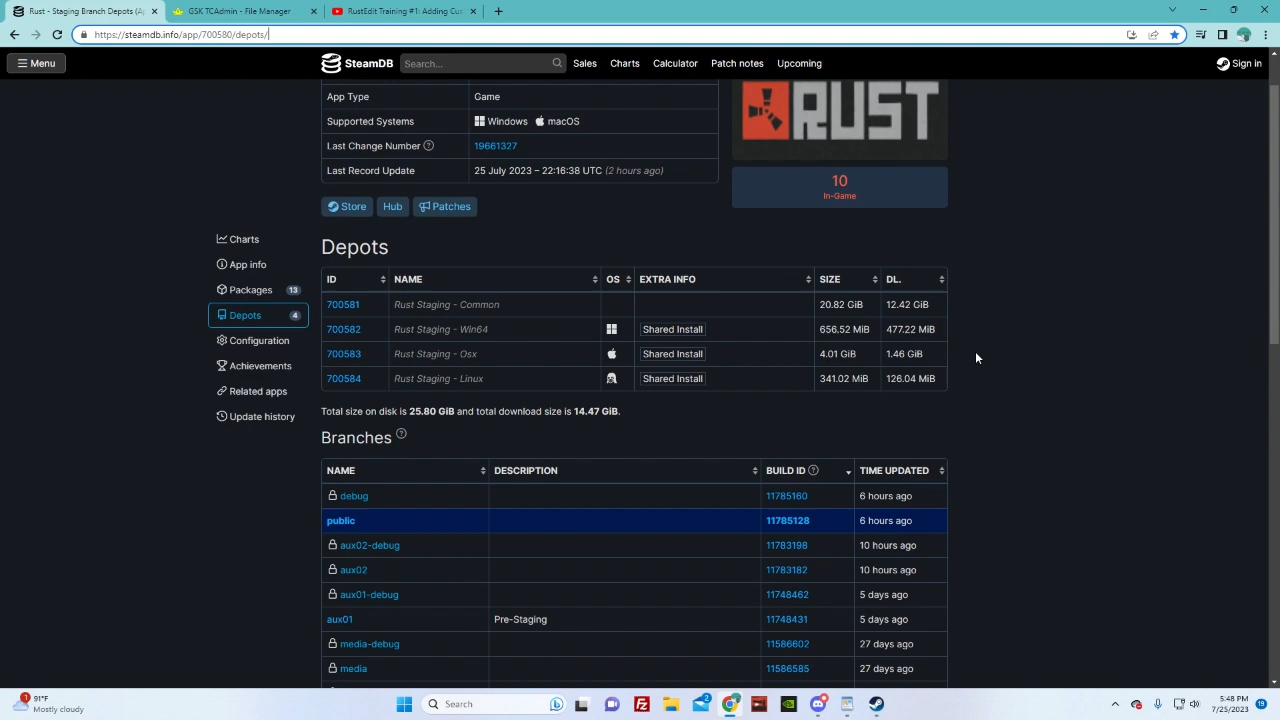 Rust - Staging Branch Depots (A
GSK TCAdmin - File Manager
RustEdit Training #1: Adding Cu
https://steamdb.info/app/700580/depots/
Menu
SteamDB
Search...
Sales
Charts
Calculator
Patch notes
Upcoming
Sign in
App Type Game
Supported Systems Windows macOS
Last Change Number 19661327
Last Record Update 25 July 2023 – 22:16:38 UTC (2 hours ago)
RUST
10
In-Game
Store
Hub
Patches
Charts
App info
Packages 13
Depots 4
Configuration
Achievements
Related apps
Update history
Depots
ID NAME OS EXTRA INFO SIZE DL.
700581 Rust Staging - Common 20.82 GiB 12.42 GiB
700582 Rust Staging - Win64 Shared Install 656.52 MiB 477.22 MiB
700583 Rust Staging - Osx Shared Install 4.01 GiB 1.46 GiB
700584 Rust Staging - Linux Shared Install 341.02 MiB 126.04 MiB
Total size on disk is 25.80 GiB and total download size is 14.47 GiB.
Branches
NAME DESCRIPTION BUILD ID TIME UPDATED
debug 11785160 6 hours ago
public 11785128 6 hours ago
aux02-debug 11783198 10 hours ago
aux02 11783182 10 hours ago
aux01-debug 11748462 5 days ago
aux01 Pre-Staging 11748431 5 days ago
media-debug 11586602 27 days ago
media 11586585 27 days ago
1
91°F
Mostly cloudy
Search
2
5:48 PM
7/25/2023
19